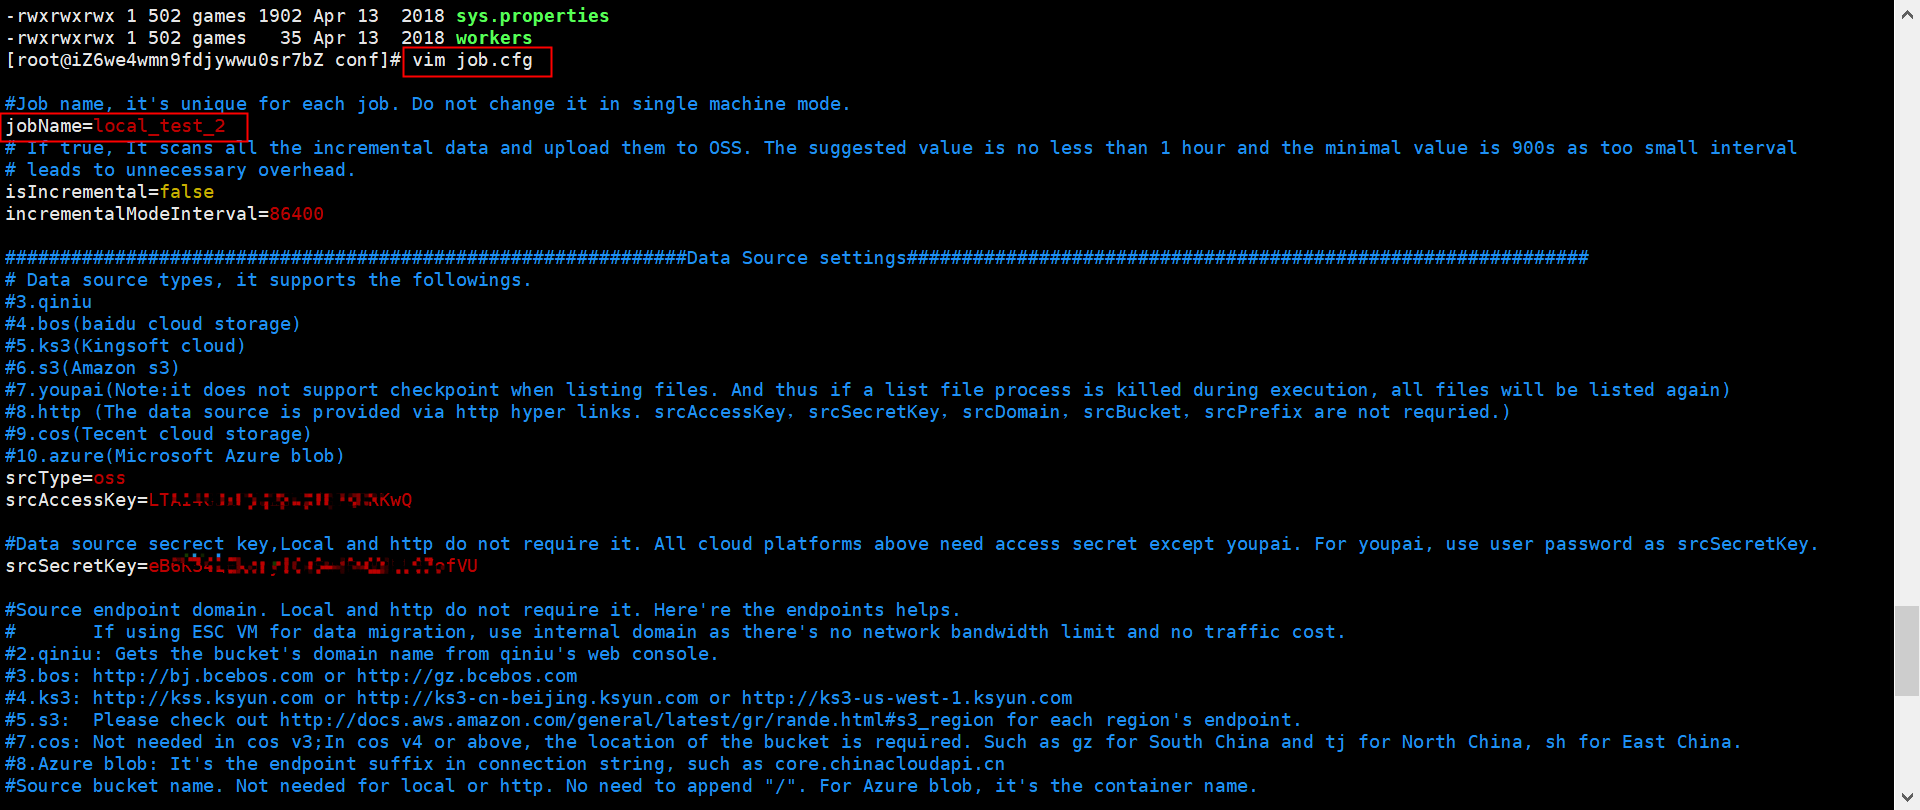 -rwxrwxrwx 1 502 games 1902 Apr 13  2018 sys.properties
-rwxrwxrwx 1 502 games   35 Apr 13  2018 workers
[root@iZ6we4wmn9fdjywwu0sr7bZ conf]# vim job.cfg
#Job name, it's unique for each job. Do not change it in single machine mode.
jobName=local_test_2
# If true, It scans all the incremental data and upload them to OSS. The suggested value is no less than 1 hour and the minimal value is 900s as too small interval
# leads to unnecessary overhead.
isIncremental=false
incrementalModeInterval=86400
##############################################################Data Source settings##############################################################
# Data source types, it supports the followings.
#3.qiniu
#4.bos(baidu cloud storage)
#5.ks3(Kingsoft cloud)
#6.s3(Amazon s3)
#7.youpai(Note:it does not support checkpoint when listing files. And thus if a list file process is killed during execution, all files will be listed again)
#8.http (The data source is provided via http hyper links. srcAccessKey, srcSecretKey, srcDomain, srcBucket, srcPrefix are not requried.)
#9.cos(Tecent cloud storage)
#10.azure(Microsoft Azure blob)
srcType=oss
srcAccessKey=
#Data source secrect key,Local and http do not require it. All cloud platforms above need access secret except youpai. For youpai, use user password as srcSecretKey.
srcSecretKey=
#Source endpoint domain. Local and http do not require it. Here're the endpoints helps.
#       If using ESC VM for data migration, use internal domain as there's no network bandwidth limit and no traffic cost.
#2.qiniu: Gets the bucket's domain name from qiniu's web console.
#3.bos: http://bj.bcebos.com or http://gz.bcebos.com
#4.ks3: http://kss.ksyun.com or http://ks3-cn-beijing.ksyun.com or http://ks3-us-west-1.ksyun.com
#5.s3:  Please check out http://docs.aws.amazon.com/general/latest/gr/rande.html#s3_region for each region's endpoint.
#7.cos: Not needed in cos v3;In cos v4 or above, the location of the bucket is required. Such as gz for South China and tj for North China, sh for East China.
#8.Azure blob: It's the endpoint suffix in connection string, such as core.chinacloudapi.cn
#Source bucket name. Not needed for local or http. No need to append "/". For Azure blob, it's the container name.